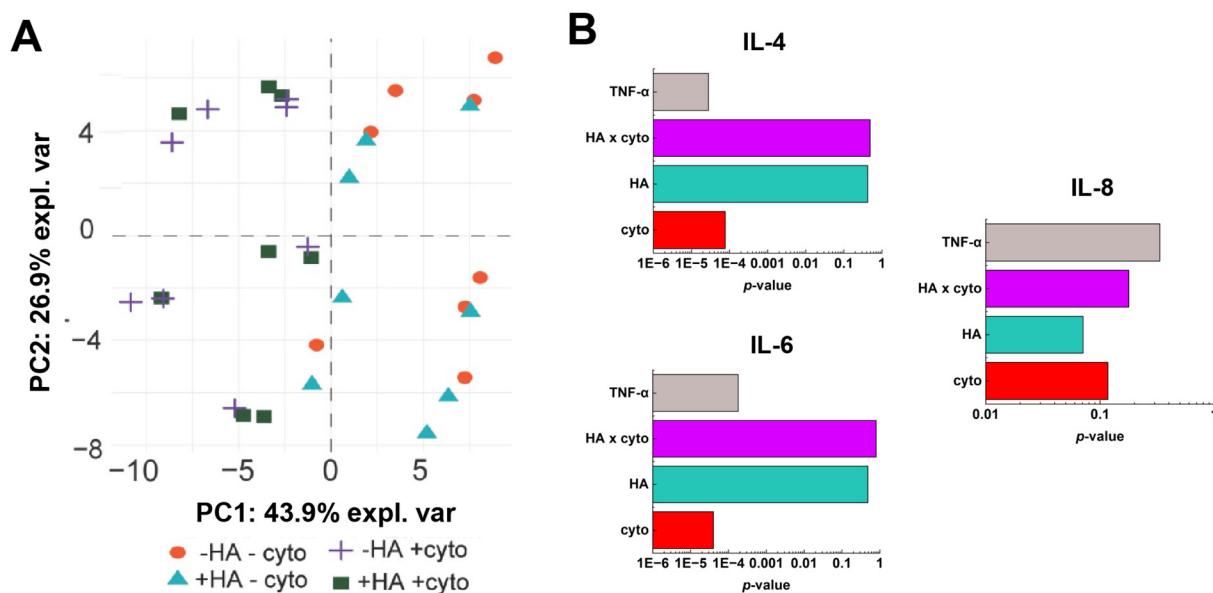 A
PC2: 26.9% expl. var
4
0
−4
−8
−10
−5
0
5
PC1: 43.9% expl. var
-HA - cyto
-HA +cyto
+HA - cyto
+HA +cyto
B
IL-4
TNF-α
HA x cyto
HA
cyto
1E-6 1E-5 1E-4 0.001 0.01 0.1 1
p-value
IL-6
TNF-α
HA x cyto
HA
cyto
1E-6 1E-5 1E-4 0.001 0.01 0.1 1
p-value
IL-8
TNF-α
HA x cyto
HA
cyto
0.01 0.1 1
p-value